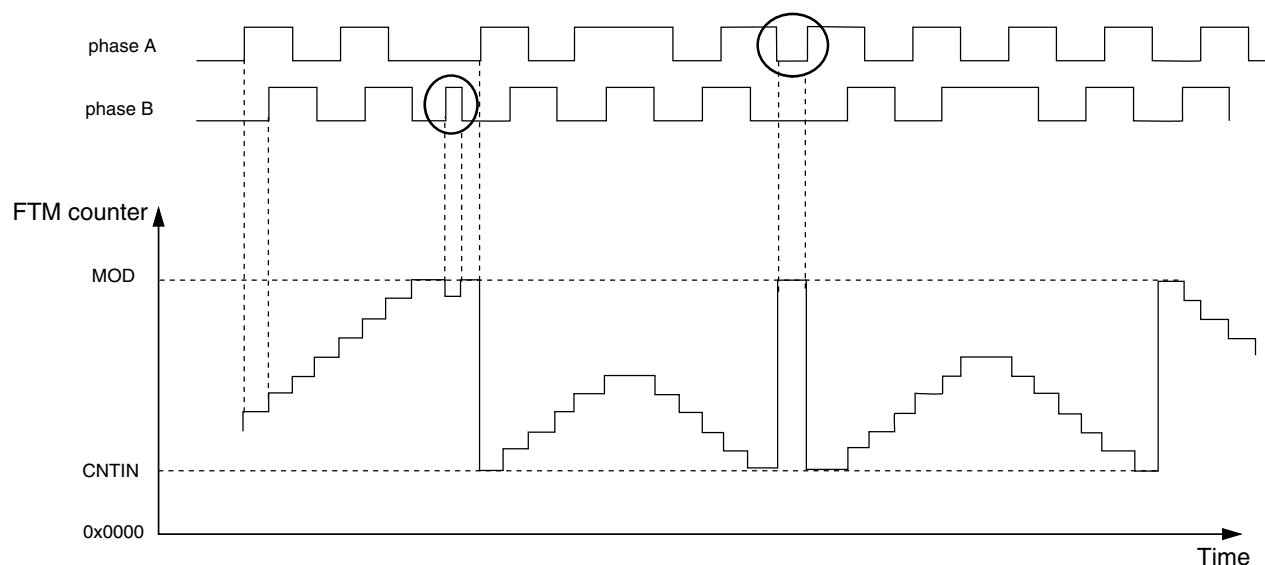 phase A
phase B
FTM counter
MOD
CNTIN
0x0000
Time